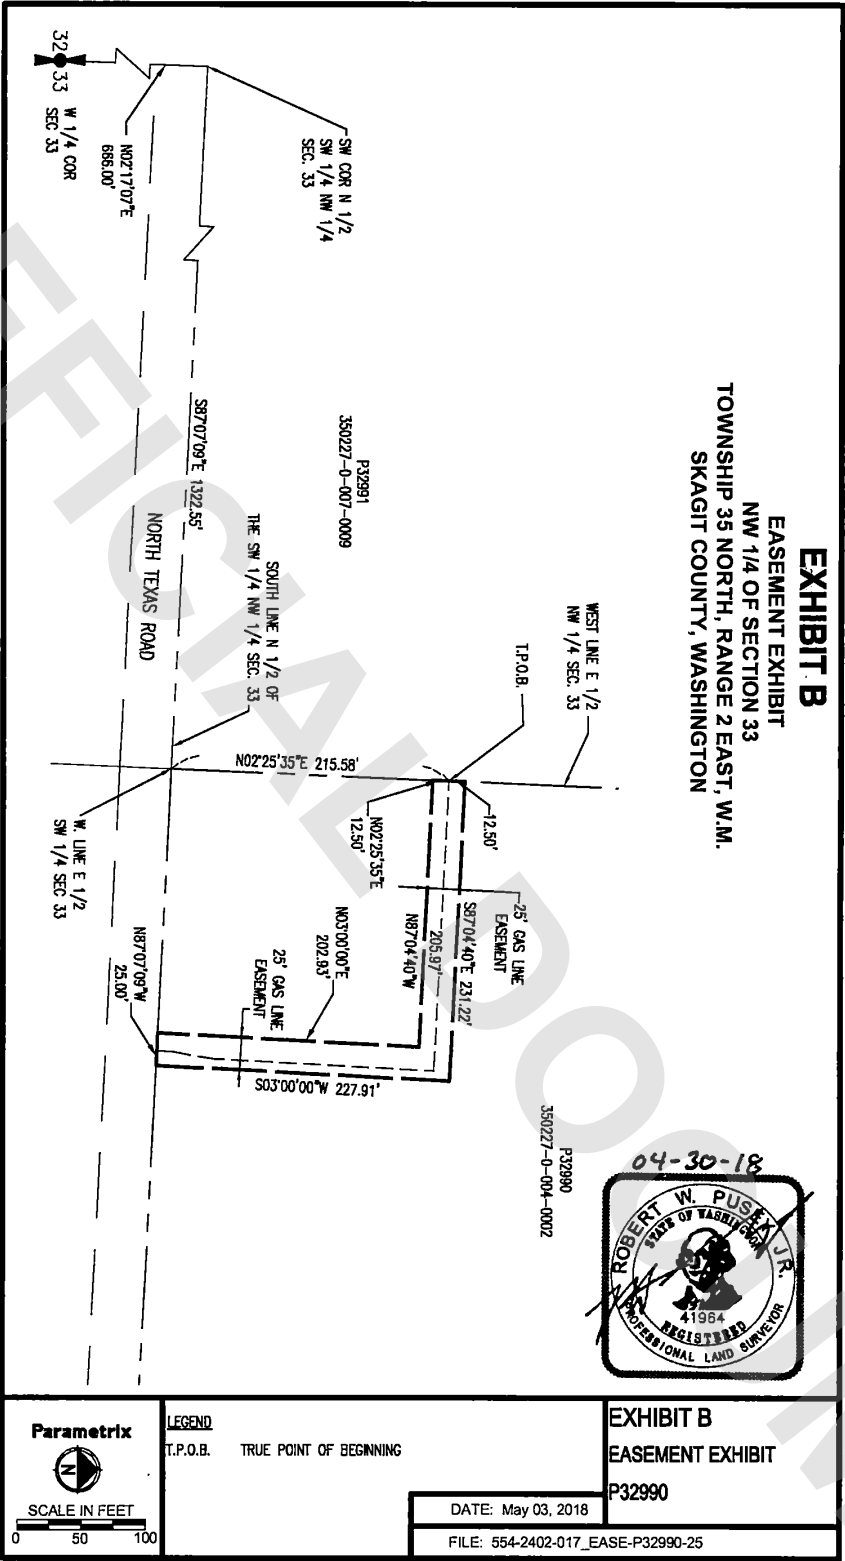 EXHIBIT B
EASEMENT EXHIBIT
NW 1/4 OF SECTION 33
TOWNSHIP 35 NORTH, RANGE 2 EAST, W.M.
SKAGIT COUNTY, WASHINGTON
32
33
W 1/4 COR
SEC 33
N02°17'07"E
666.00'
SW COR N 1/2
SW 1/4 NW 1/4
SEC. 33
S87°07'09"E 1322.55'
P32991
350227-0-007-0009
NORTH TEXAS ROAD
SOUTH LINE N 1/2 OF
THE SW 1/4 NW 1/4 SEC. 33
WEST LINE E 1/2
NW 1/4 SEC. 33
T.P.O.B.
N02°25'35"E 215.58'
W. LINE E 1/2
SW 1/4 SEC 33
12.50'
N02°25'35"E
12.50'
25' GAS LINE
EASEMENT
S87°04'40"E 231.22'
205.97'
N87°04'40"W
N03°00'00"E
202.93'
25' GAS LINE
EASEMENT
N87°07'09"W
25.00'
S03°00'00"W 227.91'
P32990
350227-0-004-0002
04-30-18
ROBERT W. PUSEY JR.
STATE OF WASHINGTON
41964
REGISTERED
PROFESSIONAL LAND SURVEYOR
FFICIAL DOCUM
Parametrix
N
SCALE IN FEET
0 50 100
LEGEND
T.P.O.B. TRUE POINT OF BEGINNING
EXHIBIT B
EASEMENT EXHIBIT
P32990
DATE: May 03, 2018
FILE: 554-2402-017_EASE-P32990-25